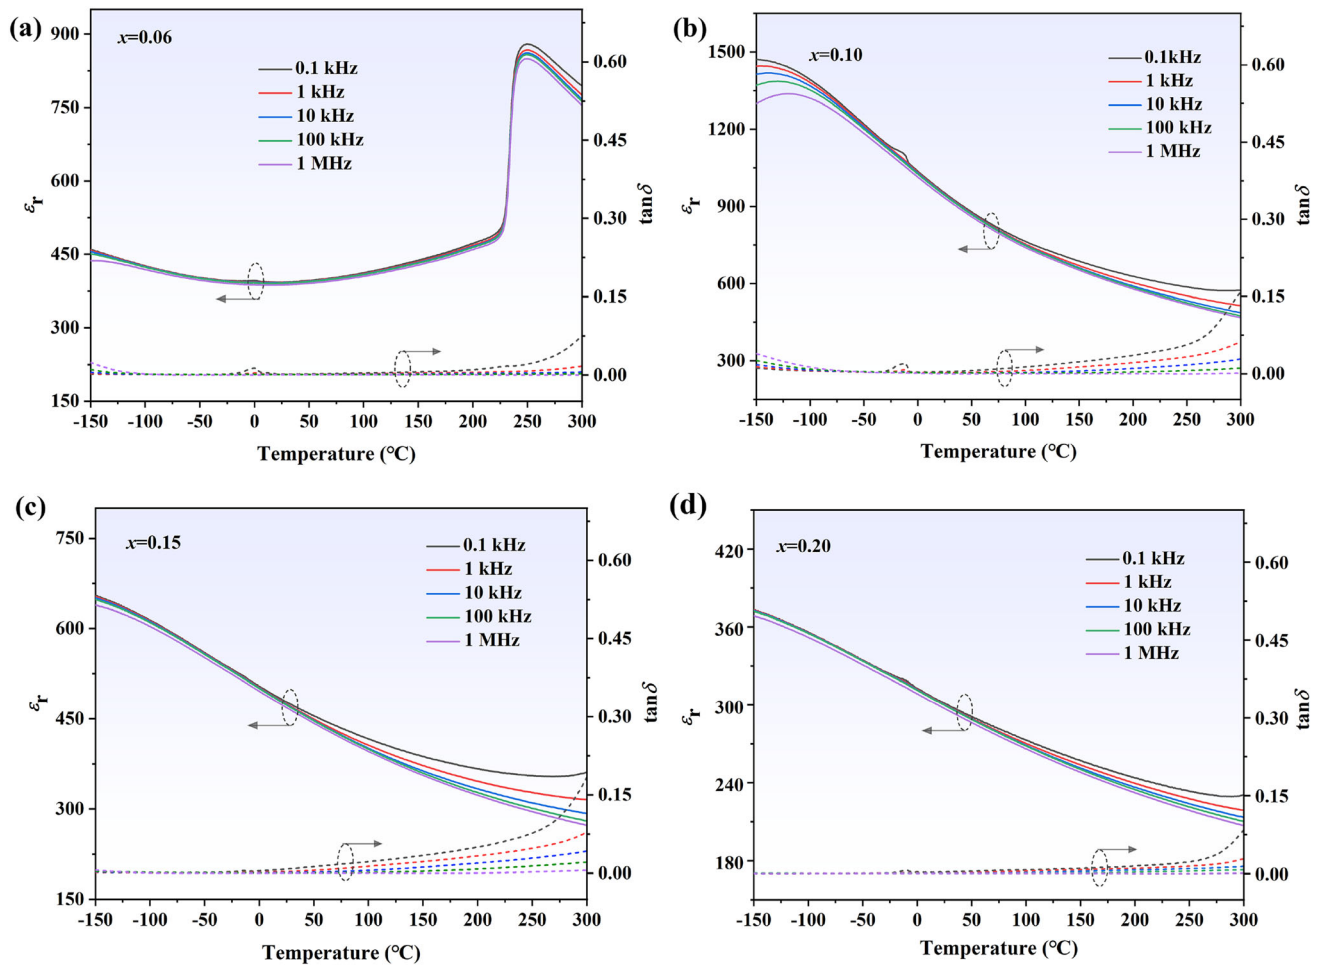 (a)
x=0.06
0.1 kHz
1 kHz
10 kHz
100 kHz
1 MHz
900
750
600
450
300
150
εr
0.60
0.45
0.30
0.15
0.00
tanδ
-150 -100 -50 0 50 100 150 200 250 300
Temperature (℃)
(b)
x=0.10
0.1kHz
1 kHz
10 kHz
100 kHz
1 MHz
1500
1200
900
600
300
εr
0.60
0.45
0.30
0.15
0.00
tanδ
-150 -100 -50 0 50 100 150 200 250 300
Temperature (℃)
(c)
x=0.15
0.1 kHz
1 kHz
10 kHz
100 kHz
1 MHz
750
600
450
300
150
εr
0.60
0.45
0.30
0.15
0.00
tanδ
-150 -100 -50 0 50 100 150 200 250 300
Temperature (℃)
(d)
x=0.20
0.1 kHz
1 kHz
10 kHz
100 kHz
1 MHz
420
360
300
240
180
εr
0.60
0.45
0.30
0.15
0.00
tanδ
-150 -100 -50 0 50 100 150 200 250 300
Temperature (℃)